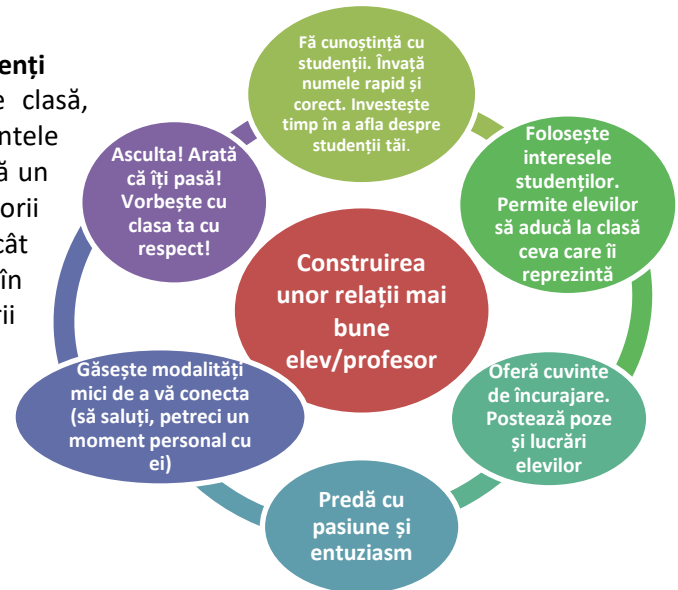 enți
e clasă,
ntele
ă un
orii
cât
în
rii
Fă cunoștință cu
studenții. Învață
numele rapid și
corect. Investește
timp în a afla despre
studenții tăi.
Folosește
interesele
studenților.
Permite elevilor
să aducă la clasă
ceva care îi
reprezintă
Oferă cuvinte
de încurajare.
Postează poze
și lucrări
elevilor
Predă cu
pasiune și
entuziasm
Găsește modalități
mici de a vă conecta
(să saluți, petreci un
moment personal cu
ei)
Asculta! Arată
că îți pasă!
Vorbește cu
clasa ta cu
respect!
Construirea
unor relații mai
bune
elev/profesor